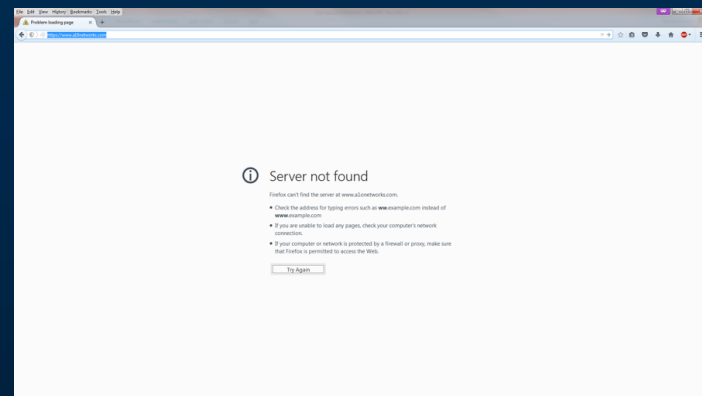 File Edit View History Bookmarks Tools Help
Problem loading page × +
Server not found
Firefox can't find the server at www.a1onetworks.com.
• Check the address for typing errors such as ww.example.com instead of
www.example.com
• If you are unable to load any pages, check your computer's network
connection.
• If your computer or network is protected by a firewall or proxy, make sure
that Firefox is permitted to access the Web.
Try Again